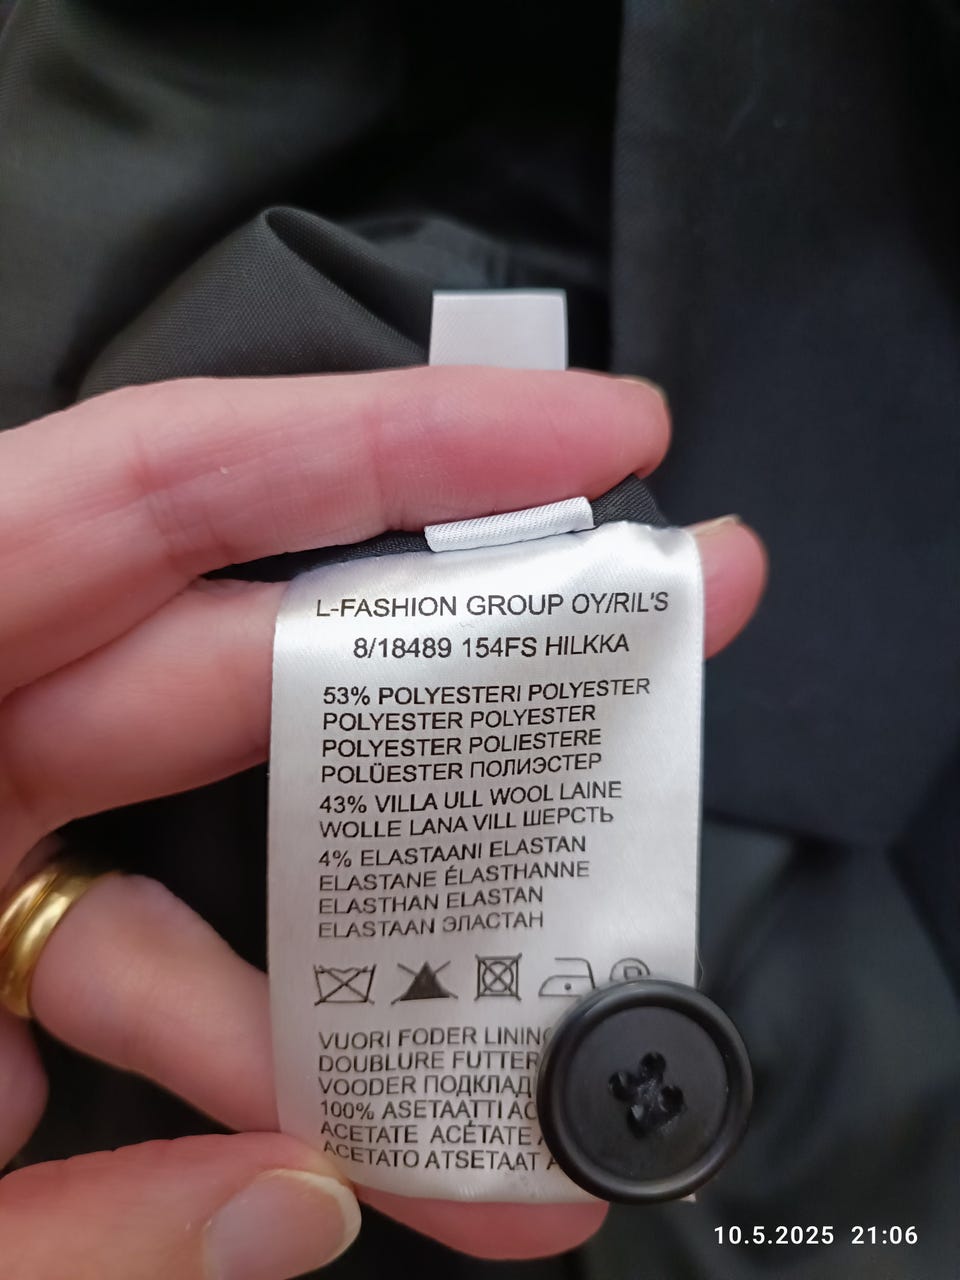 L-FASHION GROUP OY/RIL'S
8/18489 154FS HILKKA
53% POLYESTERI POLYESTER
POLYESTER POLYESTER
POLYESTER POLIESTERE
POLÜESTER ПОЛИЭСТЕР
43% VILLA ULL WOOL LAINE
WOLLE LANA VILL ШЕРСТЬ
4% ELASTAANI ELASTAN
ELASTANE ÉLASTHANNE
ELASTHAN ELASTAN
ELASTAAN ЭЛАСТАН
P
VUORI FODER LINING
DOUBLURE FUTTER
VOODER ПОДКЛАД
100% ASETAATTI AC
ACETATE ACÉTATE A
ACETATO ATSETAAT A
10.5.2025 21:06